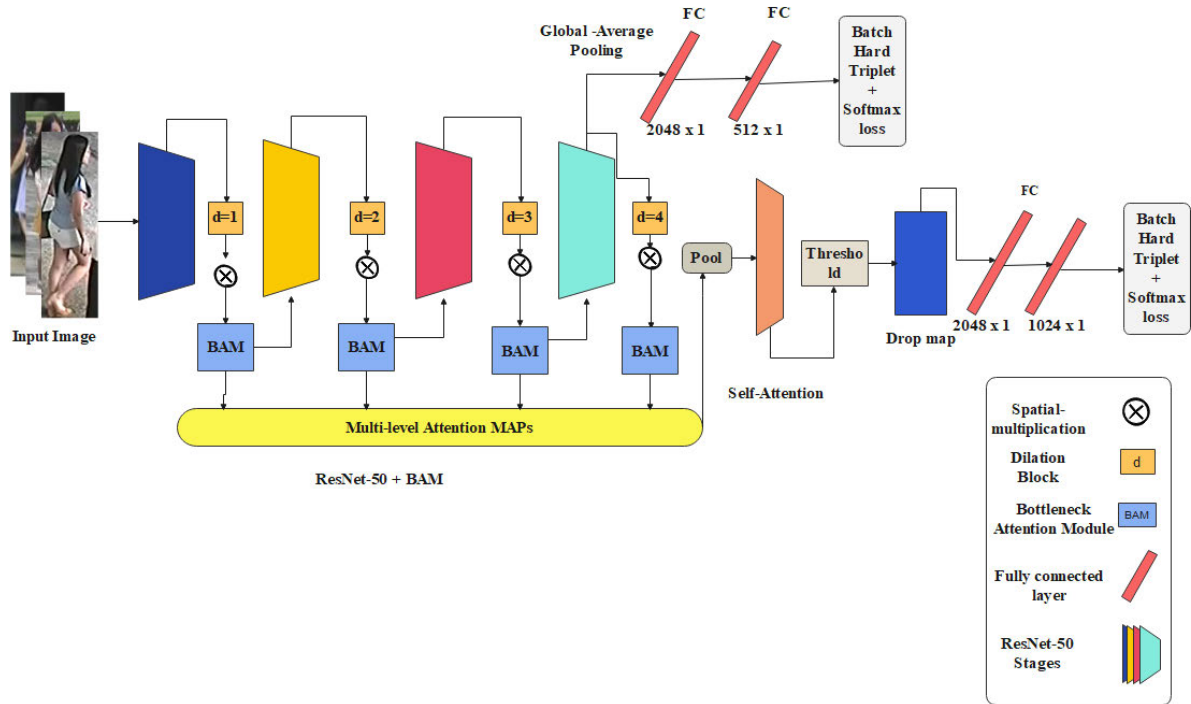 FC
FC
Global -Average
Pooling
Batch
Hard
Triplet
+
Softmax
loss
2048 x 1
512 x 1
d=1
d=2
d=3
d=4
Pool
Thresho
ld
FC
Batch
Hard
Triplet
+
Softmax
loss
Input Image
BAM
BAM
BAM
BAM
Drop map
2048 x 1
1024 x 1
Self-Attention
Multi-level Attention MAPs
ResNet-50 + BAM
Spatial-
multiplication
Dilation
Block
d
Bottleneck
Attention Module
BAM
Fully connected
layer
ResNet-50
Stages